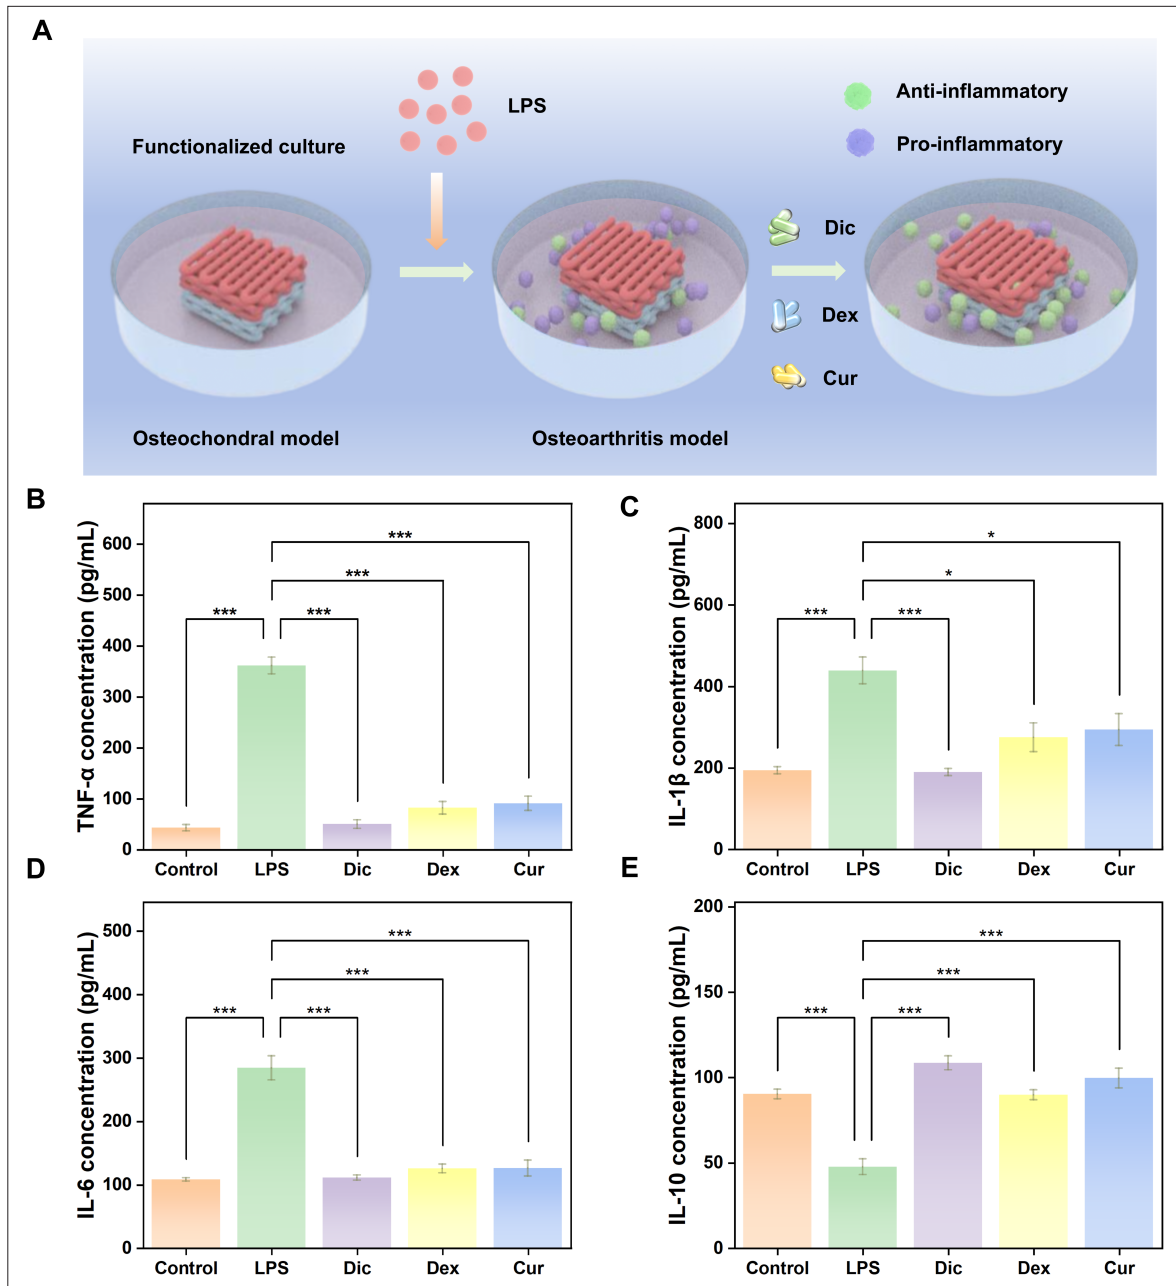 A
LPS
Anti-inflammatory
Functionalized culture
Pro-inflammatory
Dic
Dex
Cur
Osteochondral model
Osteoarthritis model
B
TNF-α concentration (pg/mL)
600
500
400
300
200
100
0
***
***
***
***
Control LPS Dic Dex Cur
C
IL-1β concentration (pg/mL)
800
600
400
200
0
*
*
***
***
Control LPS Dic Dex Cur
D
IL-6 concentration (pg/mL)
500
400
300
200
100
0
***
***
***
***
Control LPS Dic Dex Cur
E
IL-10 concentration (pg/mL)
200
150
100
50
0
***
***
***
***
Control LPS Dic Dex Cur